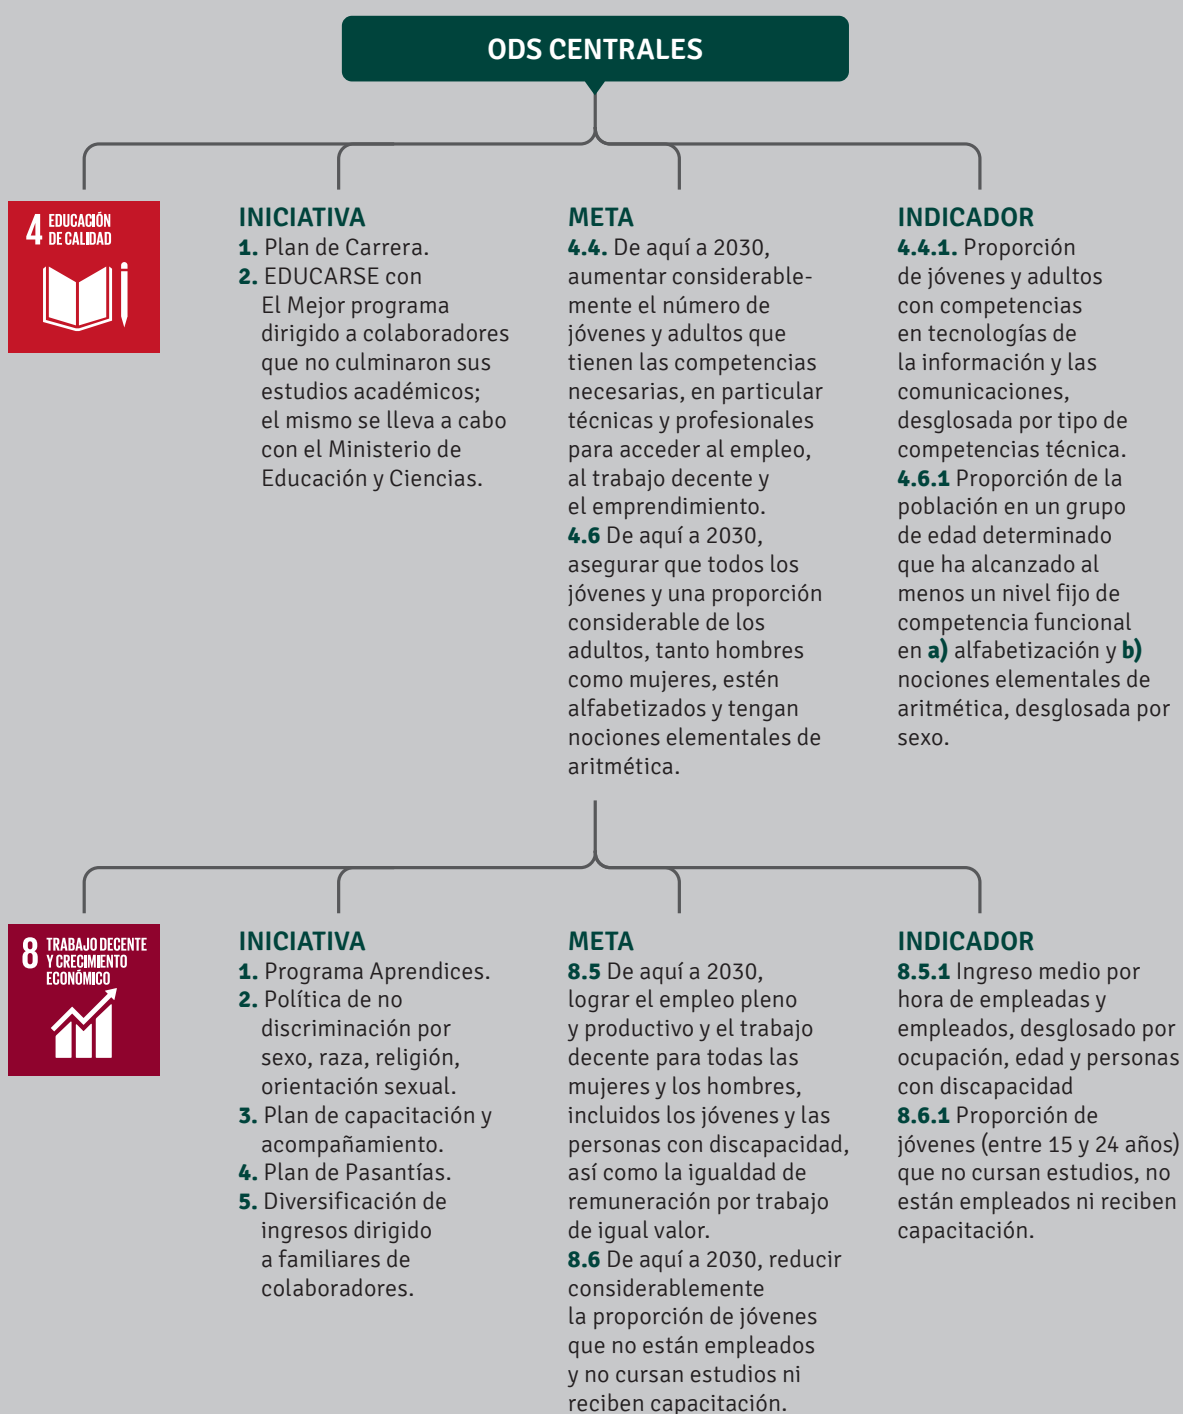 ODS CENTRALES
4 EDUCACIÓN
DE CALIDAD
INICIATIVA
1. Plan de Carrera.
2. EDUCARSE con
El Mejor programa
dirigido a colaboradores
que no culminaron sus
estudios académicos;
el mismo se lleva a cabo
con el Ministerio de
Educación y Ciencias.
META
4.4. De aquí a 2030,
aumentar considerable-
mente el número de
jóvenes y adultos que
tienen las competencias
necesarias, en particular
técnicas y profesionales
para acceder al empleo,
al trabajo decente y
el emprendimiento.
4.6 De aquí a 2030,
asegurar que todos los
jóvenes y una proporción
considerable de los
adultos, tanto hombres
como mujeres, estén
alfabetizados y tengan
nociones elementales de
aritmética.
INDICADOR
4.4.1. Proporción
de jóvenes y adultos
con competencias
en tecnologías de
la información y las
comunicaciones,
desglosada por tipo de
competencias técnica.
4.6.1 Proporción de la
población en un grupo
de edad determinado
que ha alcanzado al
menos un nivel fijo de
competencia funcional
en a) alfabetización y b)
nociones elementales de
aritmética, desglosada por
sexo.
8 TRABAJO DECENTE
Y CRECIMIENTO
ECONÓMICO
INICIATIVA
1. Programa Aprendices.
2. Política de no
discriminación por
sexo, raza, religión,
orientación sexual.
3. Plan de capacitación y
acompañamiento.
4. Plan de Pasantías.
5. Diversificación de
ingresos dirigido
a familiares de
colaboradores.
META
8.5 De aquí a 2030,
lograr el empleo pleno
y productivo y el trabajo
decente para todas las
mujeres y los hombres,
incluidos los jóvenes y las
personas con discapacidad,
así como la igualdad de
remuneración por trabajo
de igual valor.
8.6 De aquí a 2030, reducir
considerablemente
la proporción de jóvenes
que no están empleados
y no cursan estudios ni
reciben capacitación.
INDICADOR
8.5.1 Ingreso medio por
hora de empleadas y
empleados, desglosado por
ocupación, edad y personas
con discapacidad
8.6.1 Proporción de
jóvenes (entre 15 y 24 años)
que no cursan estudios, no
están empleados ni reciben
capacitación.